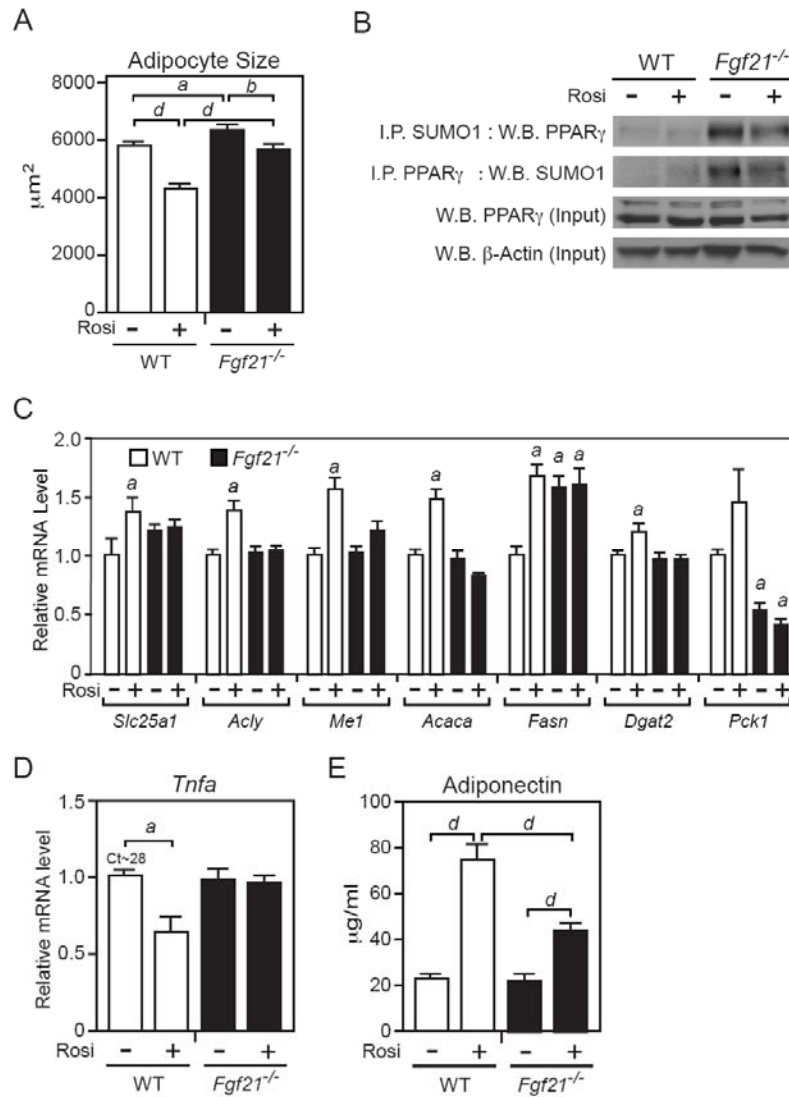 A
Adipocyte Size
8000
6000
4000
2000
0
μm2
a
b
d
d
Rosi - + - +
WT Fgf21-/-
B
WT Fgf21-/-
Rosi - + - +
I.P. SUMO1 : W.B. PPARγ
I.P. PPARγ : W.B. SUMO1
W.B. PPARγ (Input)
W.B. β-Actin (Input)
C
2.0
1.5
1.0
0.5
0
Relative mRNA Level
WT Fgf21-/-
a a a a a a a a a a
Rosi - + - + - + - + - + - + - + - + - + - + - + - + - + - +
Slc25a1 Acly Me1 Acaca Fasn Dgat2 Pck1
D
Tnfa
1.5
1.0
0.5
0
Relative mRNA level
a
Ct~28
Rosi - + - +
WT Fgf21-/-
E
Adiponectin
100
80
60
40
20
0
μg/ml
d
d
d
Rosi - + - +
WT Fgf21-/-